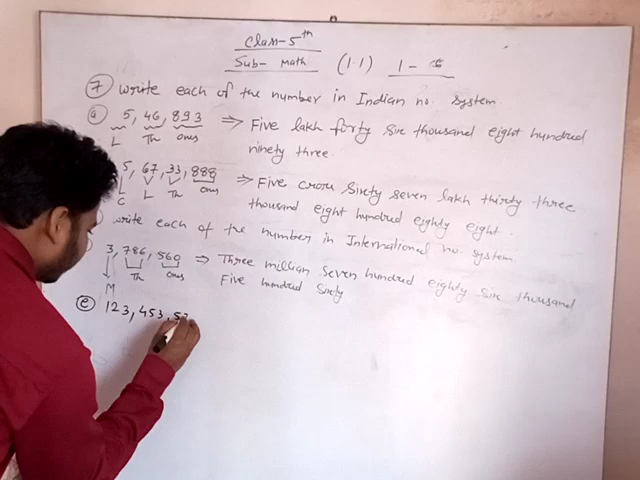 Class-5th
Sub- Math (1.1) 1 -
7 write each of the number in Indian no. system.
a 5, 46, 893 ⇒ Five lakh forty six thousand eight hundred
L Th ones ninety three.
5, 67, 33, 888 ⇒ Five crore sixty seven lakh thirty three
C L Th ones thousand eight hundred eighty eight.
write each of the number in International no. system
3, 786, 560 ⇒ Three million seven hundred eighty six thousand
M Th ones Five hundred sixty
e 123, 453, 5